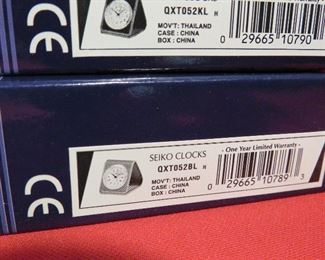 QXT052KL H
MOV'T: THAILAND
CASE : CHINA
BOX : CHINA
0 29665 10790
CE
SEIKO CLOCKS
- One Year Limited Warranty -
QXT052BL H
MOV'T: THAILAND
CASE : CHINA
BOX : CHINA
0 29665 10789 3
CE